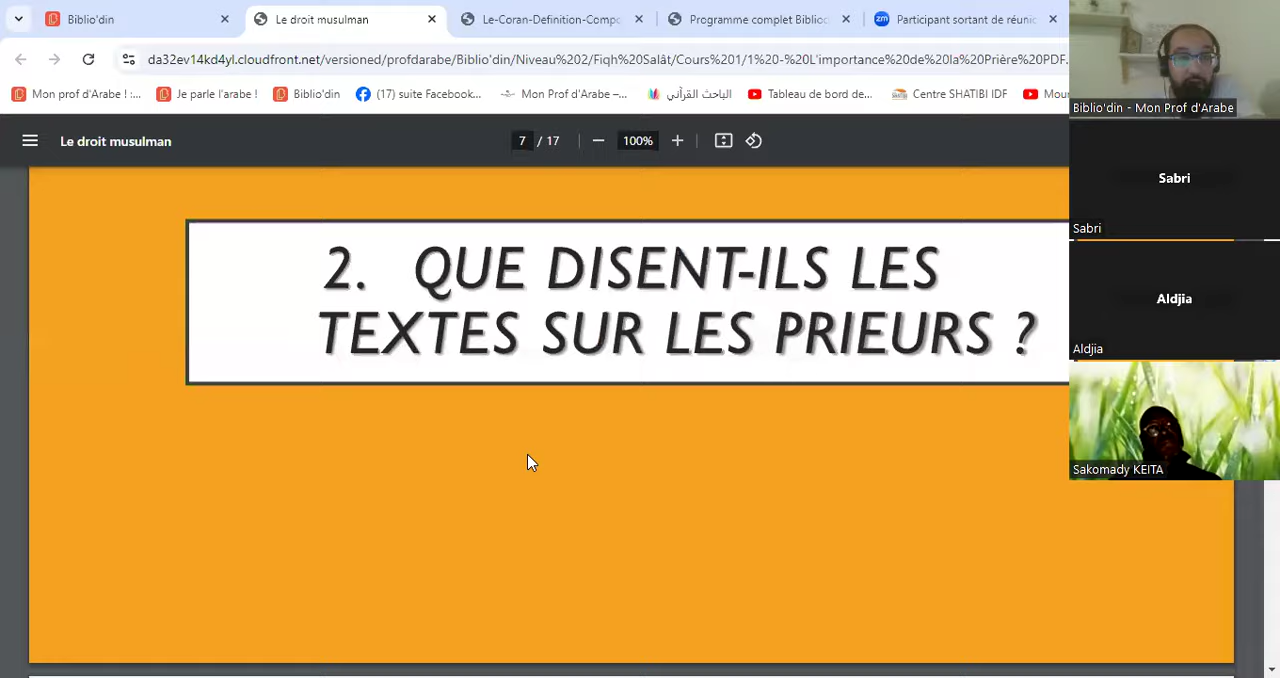 Biblio'din
Le droit musulman
Le-Coran-Definition-Compo
Programme complet Biblioc
Participant sortant de réunic
da32ev14kd4yl.cloudfront.net/versioned/profdarabe/Biblio'din/Niveau%202/Fiqh%20Salât/Cours%201/1%20-%20L'importance%20de%20la%20Prière%20PDF.
Mon prof d'Arabe ! :...
Je parle l'arabe !
Biblio'din
(17) suite Facebook...
Mon Prof d'Arabe –...
الباحث القرآني
Tableau de bord de...
Centre SHATIBI IDF
Mour
Le droit musulman
7 / 17
100%
2. QUE DISENT-ILS LES
TEXTES SUR LES PRIEURS ?
Biblio'din - Mon Prof d'Arabe
Sabri
Sabri
Aldjia
Aldjia
Sakomady KEITA